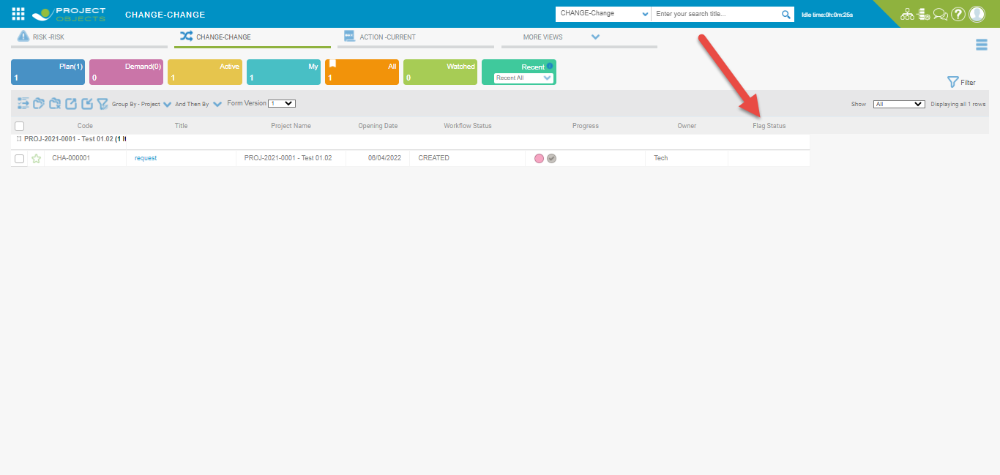 PROJECT
OBJECTS
CHANGE-CHANGE
CHANGE-Change
Enter your search title...
Idle time:0h:0m:25s
RISK -RISK
CHANGE-CHANGE
ACTION -CURRENT
MORE VIEWS
Plan(1)
1
Demand(0)
0
Active
1
My
1
All
1
Watched
0
Recent
Recent All
Filter
Group By - Project
And Then By
Form Version
1
Show
All
Displaying all 1 rows
Code Title Project Name Opening Date Workflow Status Progress Owner Flag Status
PROJ-2021-0001 - Test 01.02 (1 It
CHA-000001 request PROJ-2021-0001 - Test 01.02 06/04/2022 CREATED Tech